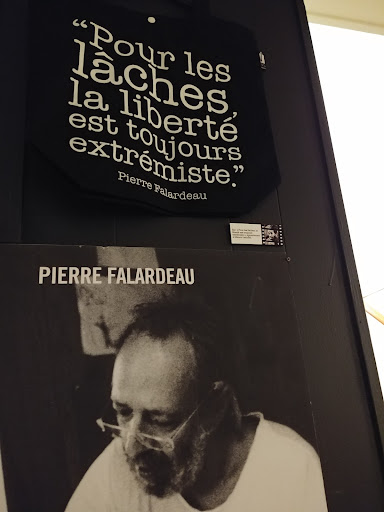 “Pour les
lâches,
la liberté
est toujours
extrémiste.”
Pierre Falardeau
PIERRE FALARDEAU